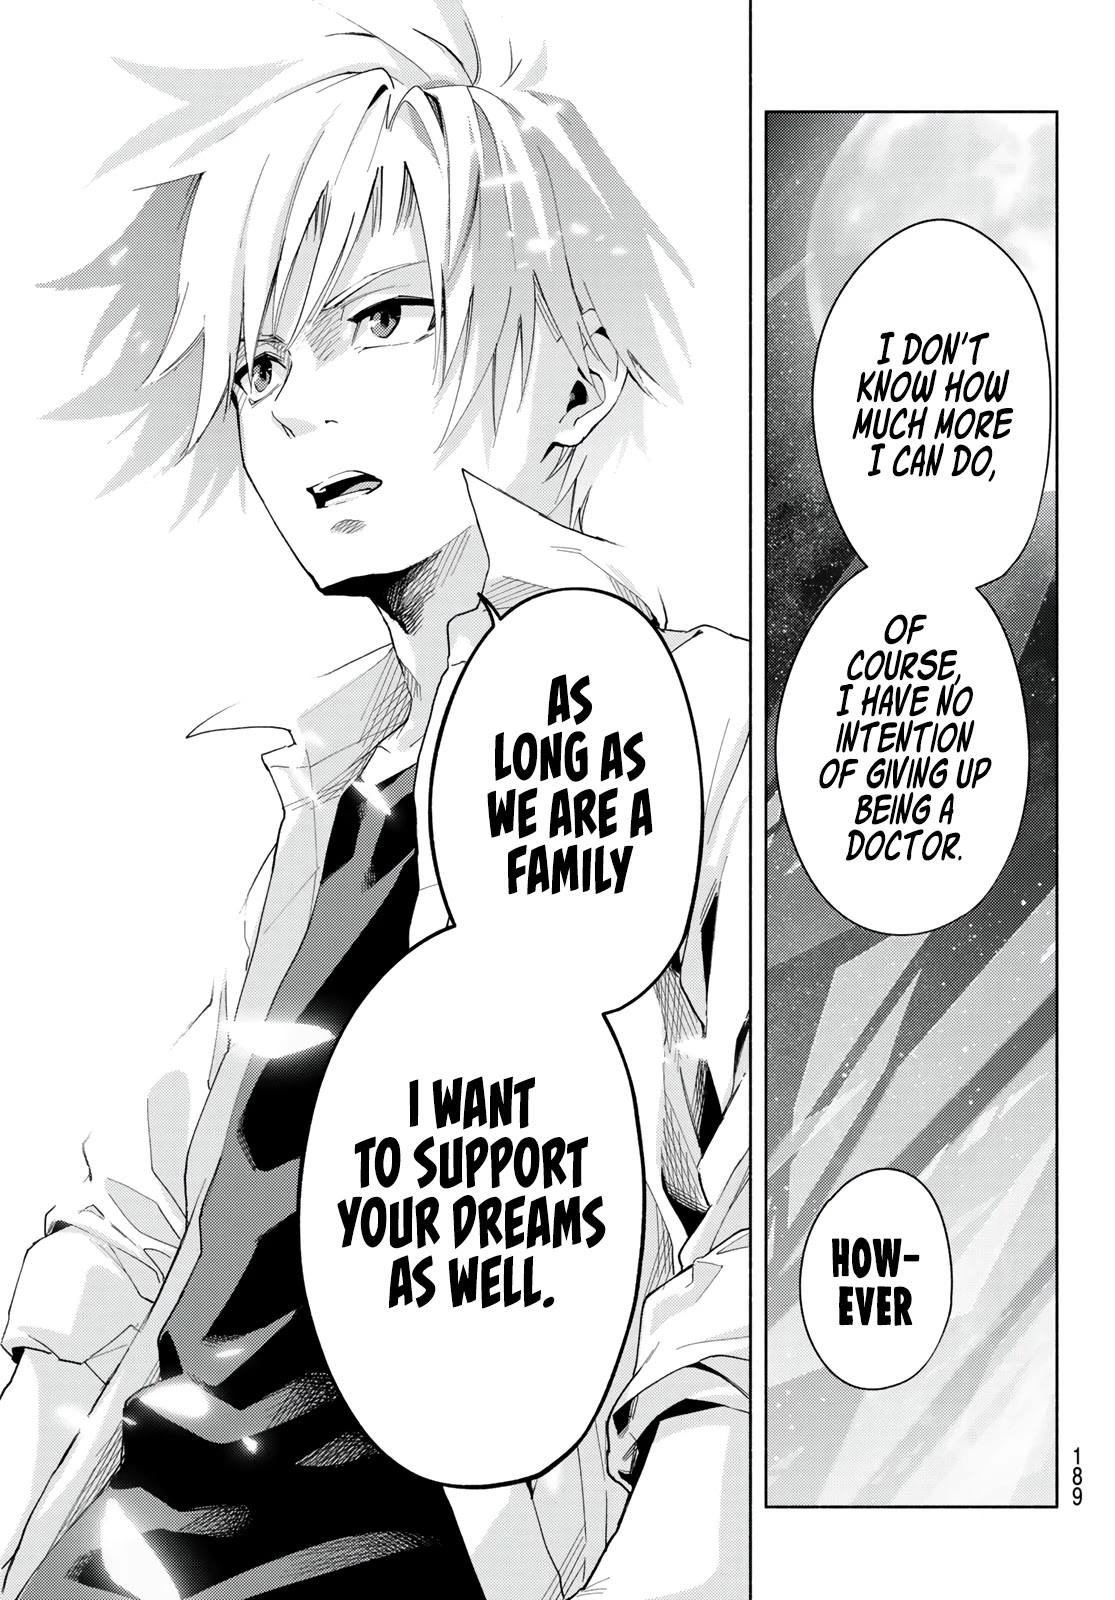 I DON'T
KNOW HOW
MUCH MORE
I CAN DO,
OF
COURSE,
I HAVE NO
INTENTION
OF GIVING UP
BEING A
DOCTOR.
HOW-
EVER
AS
LONG AS
WE ARE A
FAMILY
I WANT
TO SUPPORT
YOUR DREAMS
AS WELL.
189